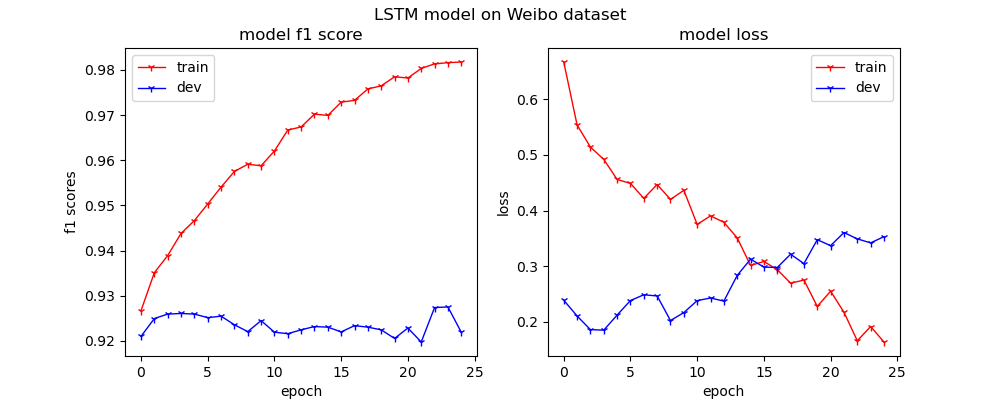 LSTM model on Weibo dataset
model f1 score
train
dev
0.98
0.97
0.96
0.95
0.94
0.93
0.92
f1 scores
0
5
10
15
20
25
epoch
model loss
train
dev
0.6
0.5
0.4
0.3
0.2
loss
0
5
10
15
20
25
epoch